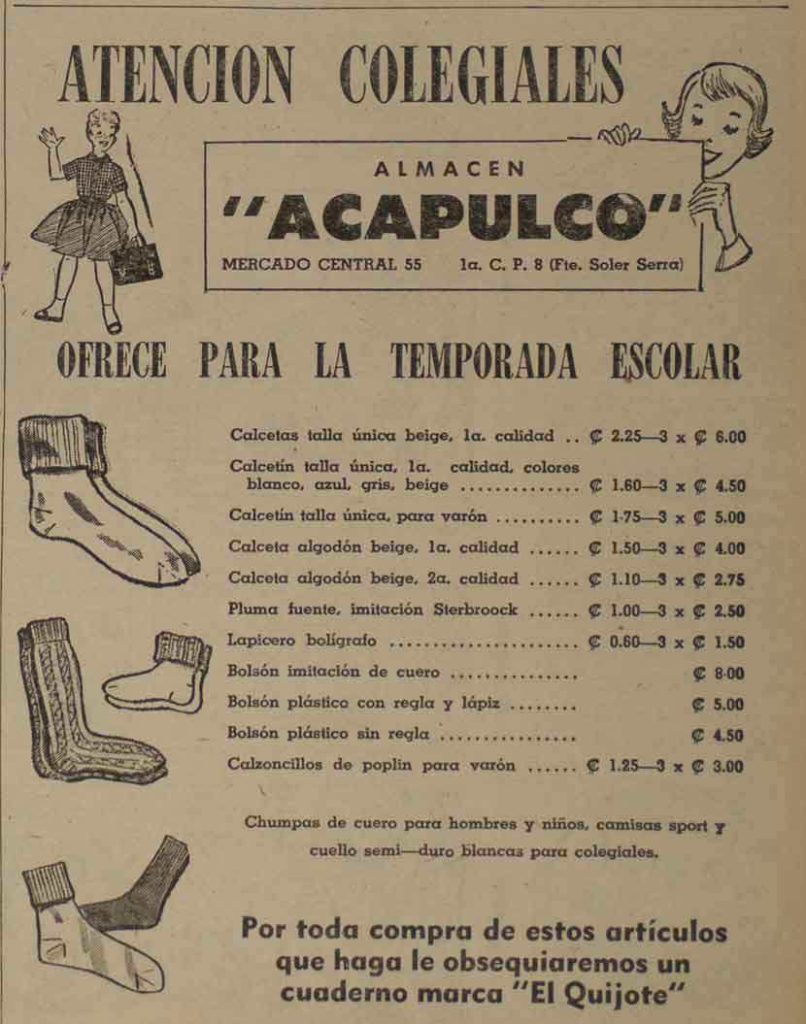 ATENCION COLEGIALES
ALMACEN
"ACAPULCO"
MERCADO CENTRAL 55 1a. C. P. 8 (Fte. Soler Serra)
OFRECE PARA LA TEMPORADA ESCOLAR
Calcetas talla única beige, 1a. calidad .. ₡ 2.25—3 x ₡ 6.00
Calcetín talla única, 1a. calidad, colores
blanco, azul, gris, beige .............. ₡ 1.60—3 x ₡ 4.50
Calcetín talla única, para varón .......... ₡ 1.75—3 x ₡ 5.00
Calceta algodón beige, 1a. calidad ...... ₡ 1.50—3 x ₡ 4.00
Calceta algodón beige, 2a. calidad ...... ₡ 1.10—3 x ₡ 2.75
Pluma fuente, imitación Sterbroock ...... ₡ 1.00—3 x ₡ 2.50
Lapicero bolígrafo ...................... ₡ 0.60—3 x ₡ 1.50
Bolsón imitación de cuero ............... ₡ 8.00
Bolsón plástico con regla y lápiz ........ ₡ 5.00
Bolsón plástico sin regla ................ ₡ 4.50
Calzoncillos de poplin para varón ...... ₡ 1.25—3 x ₡ 3.00
Chumpas de cuero para hombres y niños, camisas sport y
cuello semi—duro blancas para colegiales.
Por toda compra de estos artículos
que haga le obsequiaremos un
cuaderno marca "El Quijote"